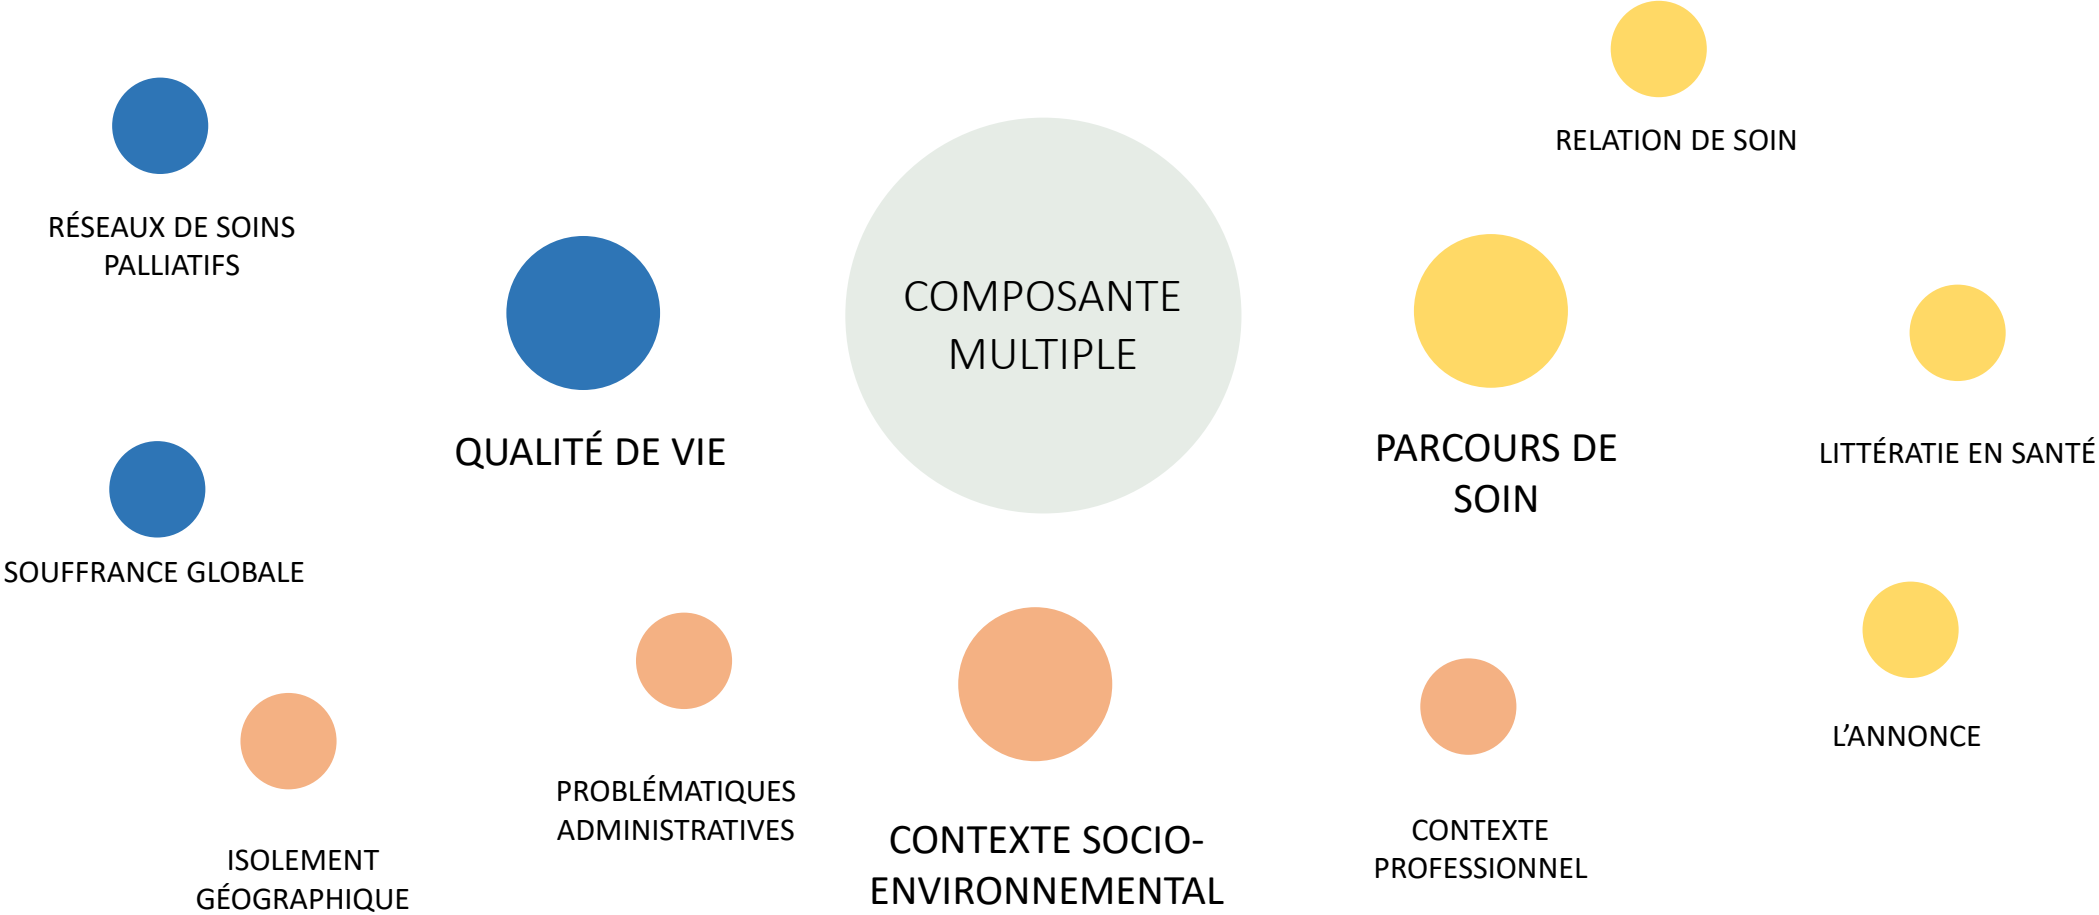 RELATION DE SOIN
RÉSEAUX DE SOINS
PALLIATIFS
COMPOSANTE
MULTIPLE
QUALITÉ DE VIE
PARCOURS DE
SOIN
LITTÉRATIE EN SANTÉ
SOUFFRANCE GLOBALE
L’ANNONCE
PROBLÉMATIQUES
ADMINISTRATIVES
CONTEXTE SOCIO-
ENVIRONNEMENTAL
CONTEXTE
PROFESSIONNEL
ISOLEMENT
GÉOGRAPHIQUE